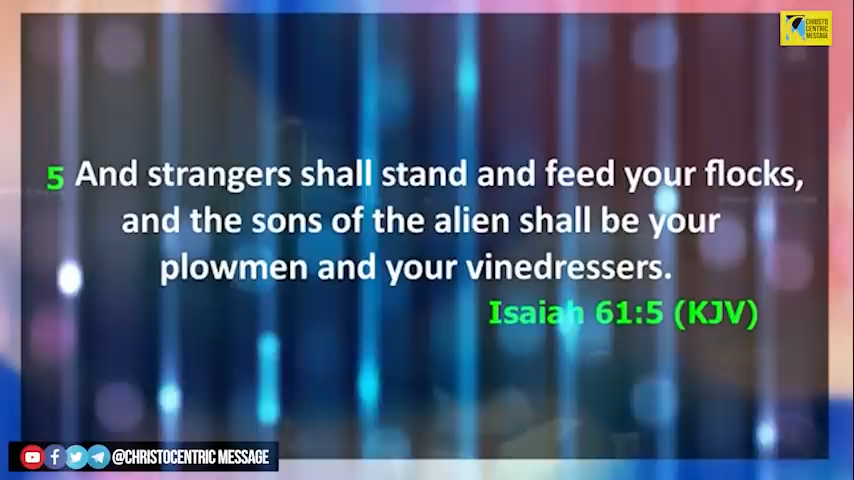 CHRISTO
CENTRIC
MESSAGE
5 And strangers shall stand and feed your flocks,
and the sons of the alien shall be your
plowmen and your vinedressers.
Isaiah 61:5 (KJV)
@CHRISTOCENTRIC MESSAGE